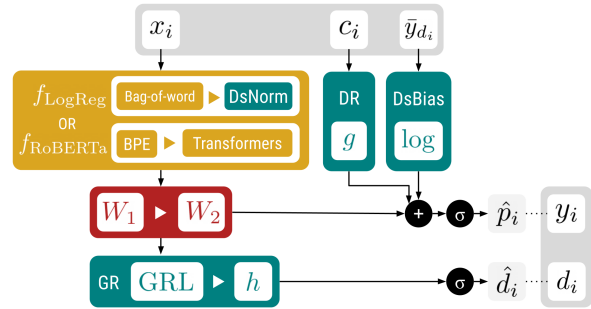 x_i c_i ȳ_{d_i}
f_LogReg Bag-of-word DsNorm DR DsBias
OR
f_RoBERTa BPE Transformers g log
W_1 W_2 + σ p̂_i y_i
GR GRL h σ d̂_i d_i